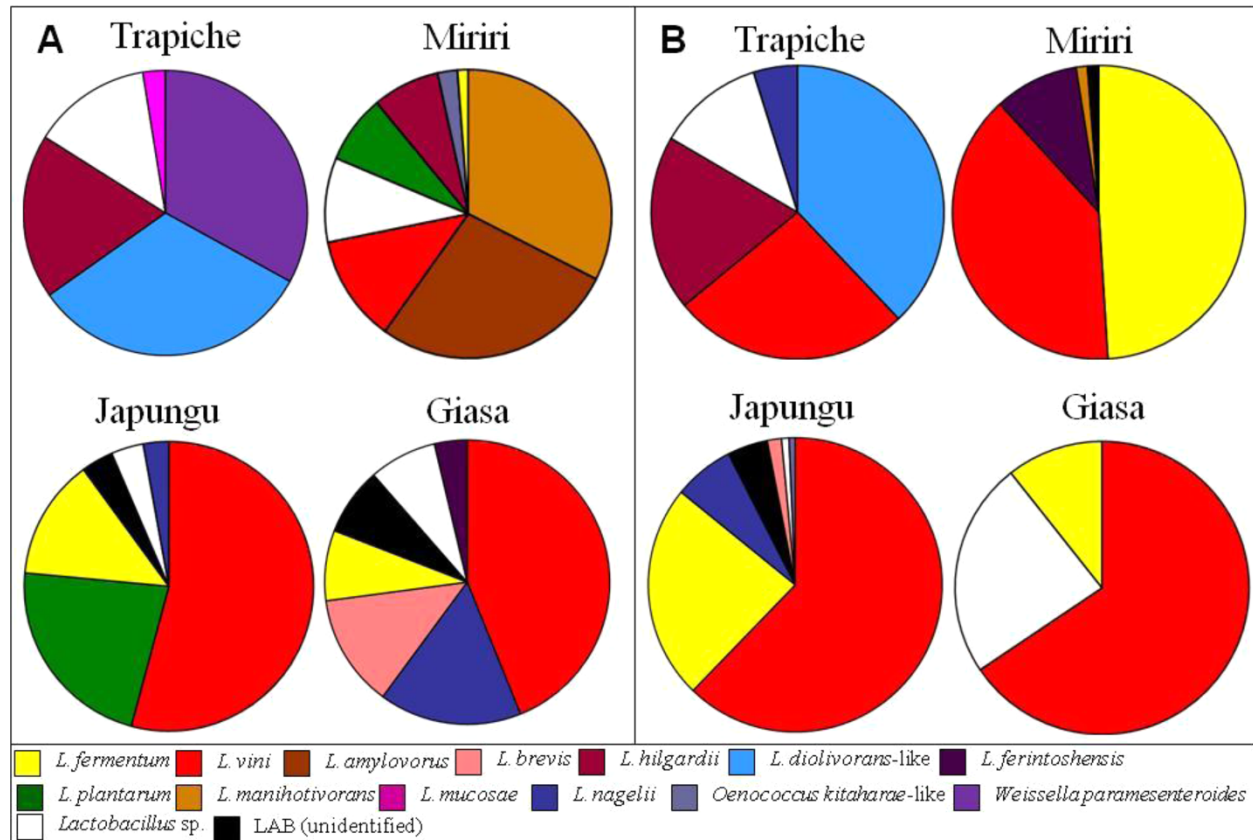 A
Trapiche
Miriri
Japungu
Giasa
B
Trapiche
Miriri
Japungu
Giasa
L. fermentum L. vini L. amylovorus L. brevis L. hilgardii L. diolivorans-like L. ferintoshensis
L. plantarum L. manihotivorans L. mucosae L. nagelii Oenococcus kitaharae-like Weissella paramesenteroides
Lactobacillus sp. LAB (unidentified)